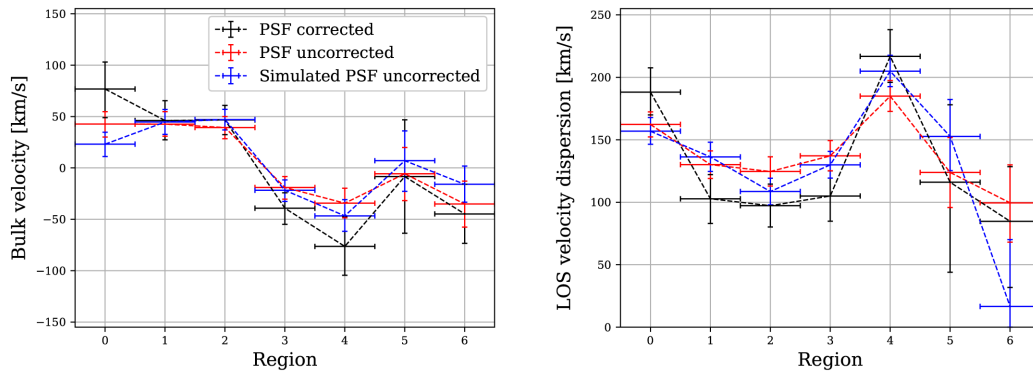 150
100
50
0
−50
−100
−150
Bulk velocity [km/s]
PSF corrected
PSF uncorrected
Simulated PSF uncorrected
0 1 2 3 4 5 6
Region
250
200
150
100
50
0
LOS velocity dispersion [km/s]
0 1 2 3 4 5 6
Region